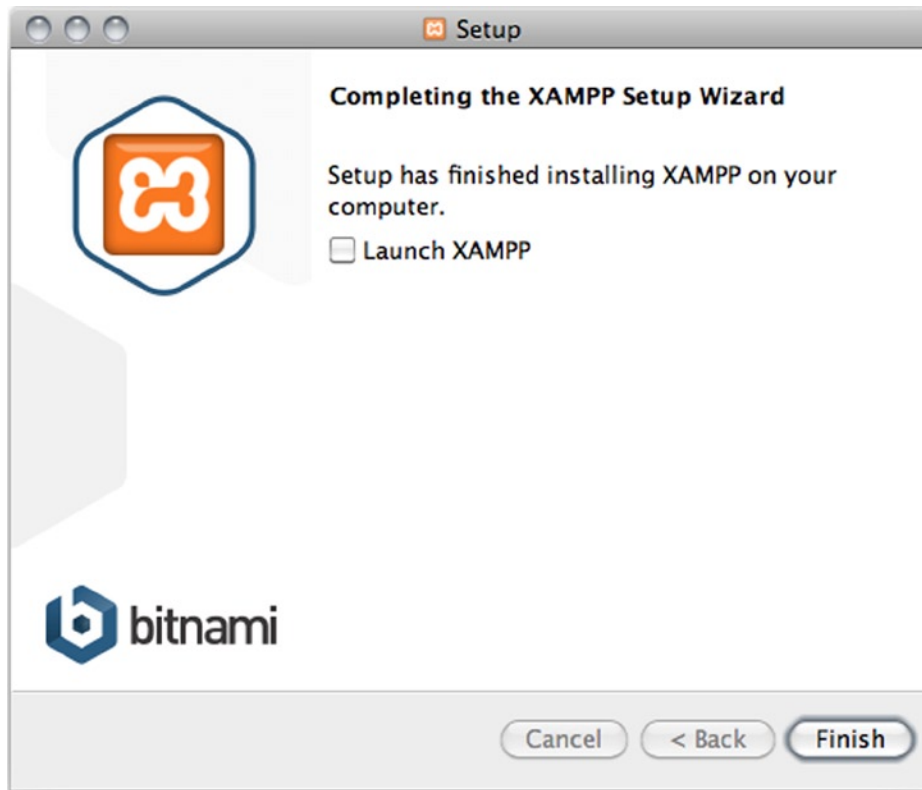 Setup
Completing the XAMPP Setup Wizard
Setup has finished installing XAMPP on your
computer.
Launch XAMPP
bitnami
Cancel
< Back
Finish